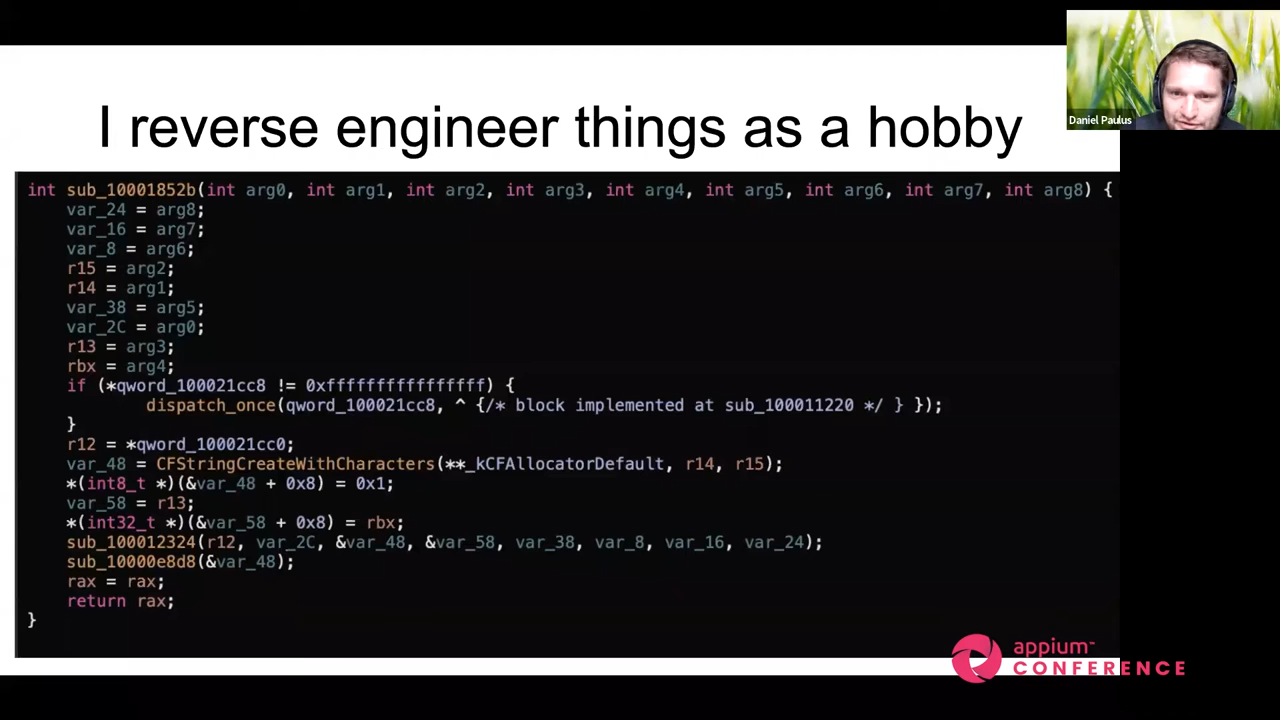 Daniel Paulus
I reverse engineer things as a hobby
int sub_10001852b(int arg0, int arg1, int arg2, int arg3, int arg4, int arg5, int arg6, int arg7, int arg8) {
    var_24 = arg8;
    var_16 = arg7;
    var_8 = arg6;
    r15 = arg2;
    r14 = arg1;
    var_38 = arg5;
    var_2C = arg0;
    r13 = arg3;
    rbx = arg4;
    if (*qword_100021cc8 != 0xffffffffffffffff) {
            dispatch_once(qword_100021cc8, ^ {/* block implemented at sub_100011220 */ } });
    }
    r12 = *qword_100021cc0;
    var_48 = CFStringCreateWithCharacters(**_kCFAllocatorDefault, r14, r15);
    *(int8_t *)(&var_48 + 0x8) = 0x1;
    var_58 = r13;
    *(int32_t *)(&var_58 + 0x8) = rbx;
    sub_100012324(r12, var_2C, &var_48, &var_58, var_38, var_8, var_16, var_24);
    sub_10000e8d8(&var_48);
    rax = rax;
    return rax;
}
appium™
CONFERENCE